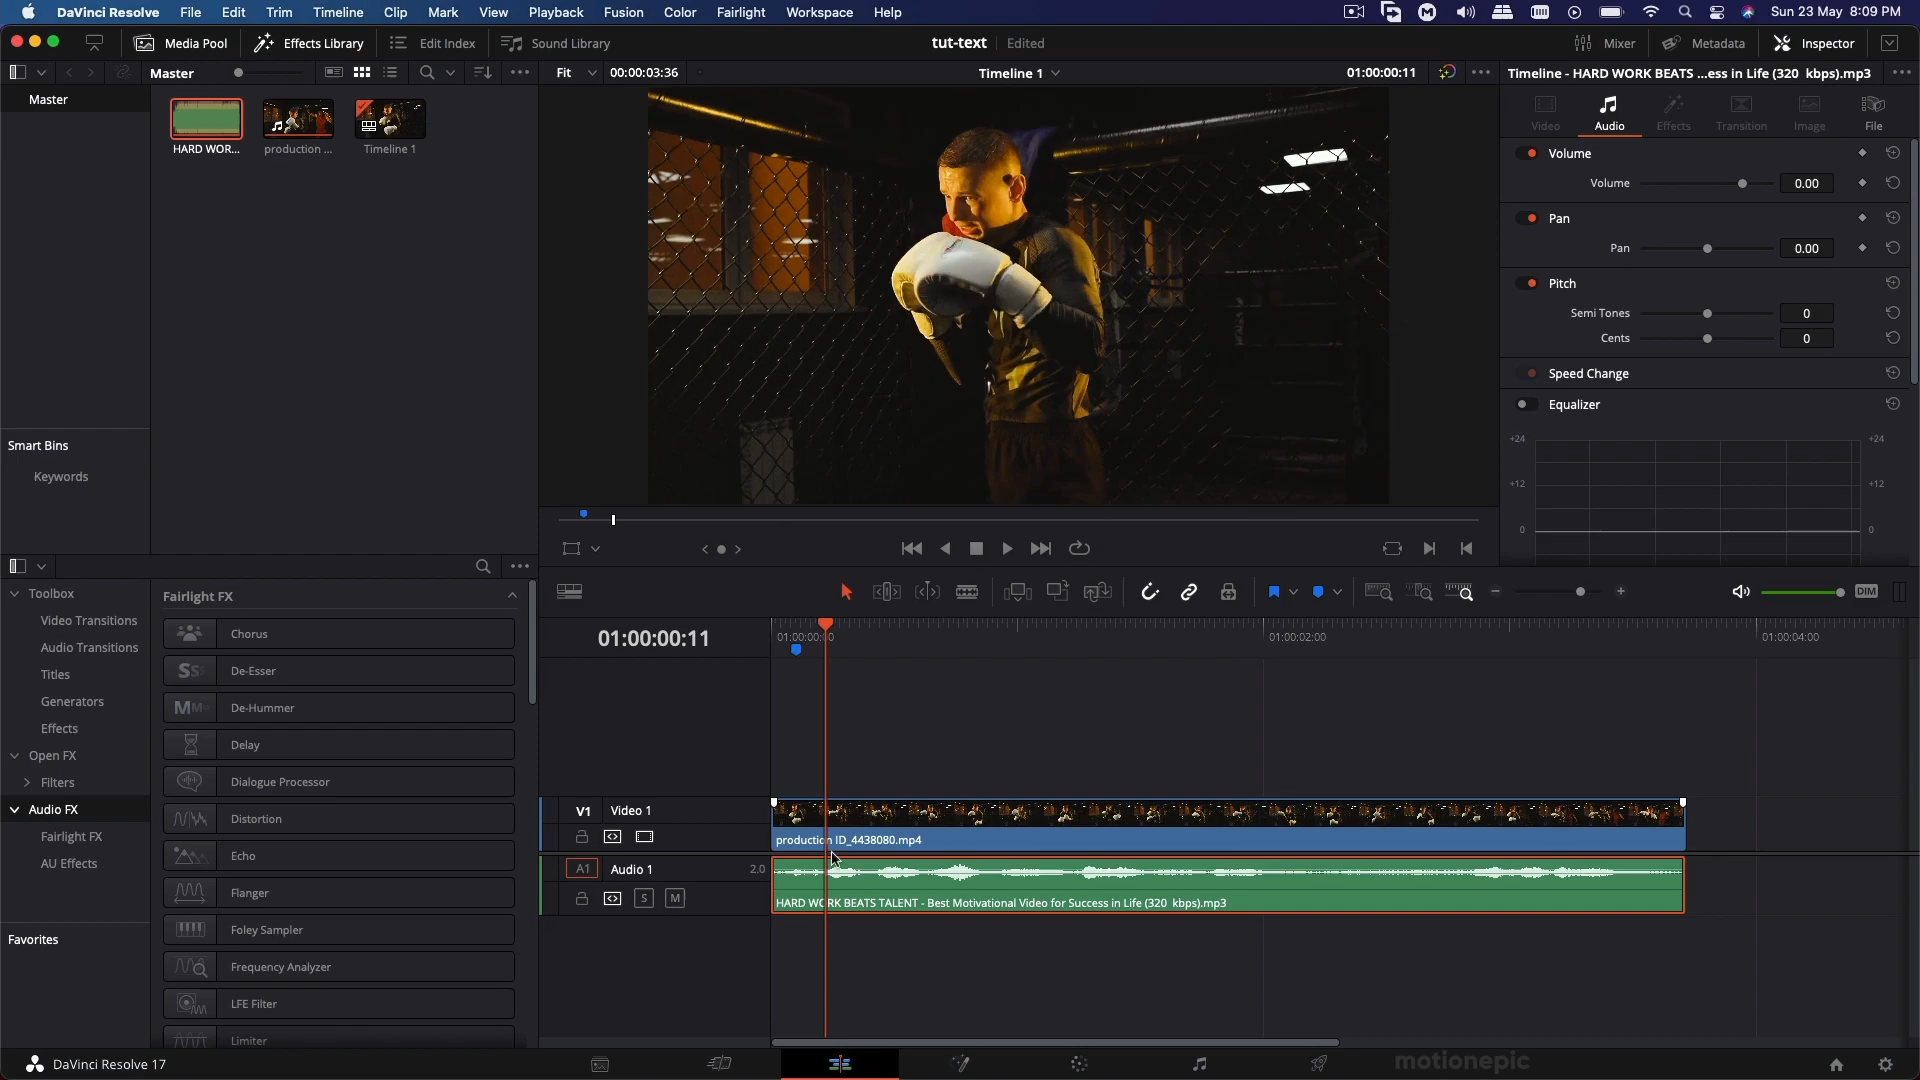 DaVinci Resolve File Edit Trim Timeline Clip Mark View Playback Fusion Color Fairlight Workspace Help Sun 23 May 8:09 PM
Media Pool Effects Library Edit Index Sound Library tut-text Edited Mixer Metadata Inspector
Master Fit 00:00:03:36 Timeline 1 01:00:00:11 Timeline - HARD WORK BEATS ...ess in Life (320 kbps).mp3
Master
HARD WOR... production ... Timeline 1
Video Audio Effects Transition Image File
Volume
Volume 0.00
Pan
Pan 0.00
Pitch
Semi Tones 0
Cents 0
Speed Change
Equalizer
+24 +24
+12 +12
0 0
Smart Bins
Keywords
Toolbox
Video Transitions
Audio Transitions
Titles
Generators
Effects
Open FX
Filters
Audio FX
Fairlight FX
AU Effects
Favorites
Fairlight FX
Chorus
De-Esser
De-Hummer
Delay
Dialogue Processor
Distortion
Echo
Flanger
Foley Sampler
Frequency Analyzer
LFE Filter
Limiter
DIM
01:00:00:11 01:00:00:00 01:00:02:00 01:00:04:00
V1 Video 1
production ID_4438080.mp4
A1 Audio 1 2.0
S M
HARD WORK BEATS TALENT - Best Motivational Video for Success in Life (320 kbps).mp3
DaVinci Resolve 17
motionepic